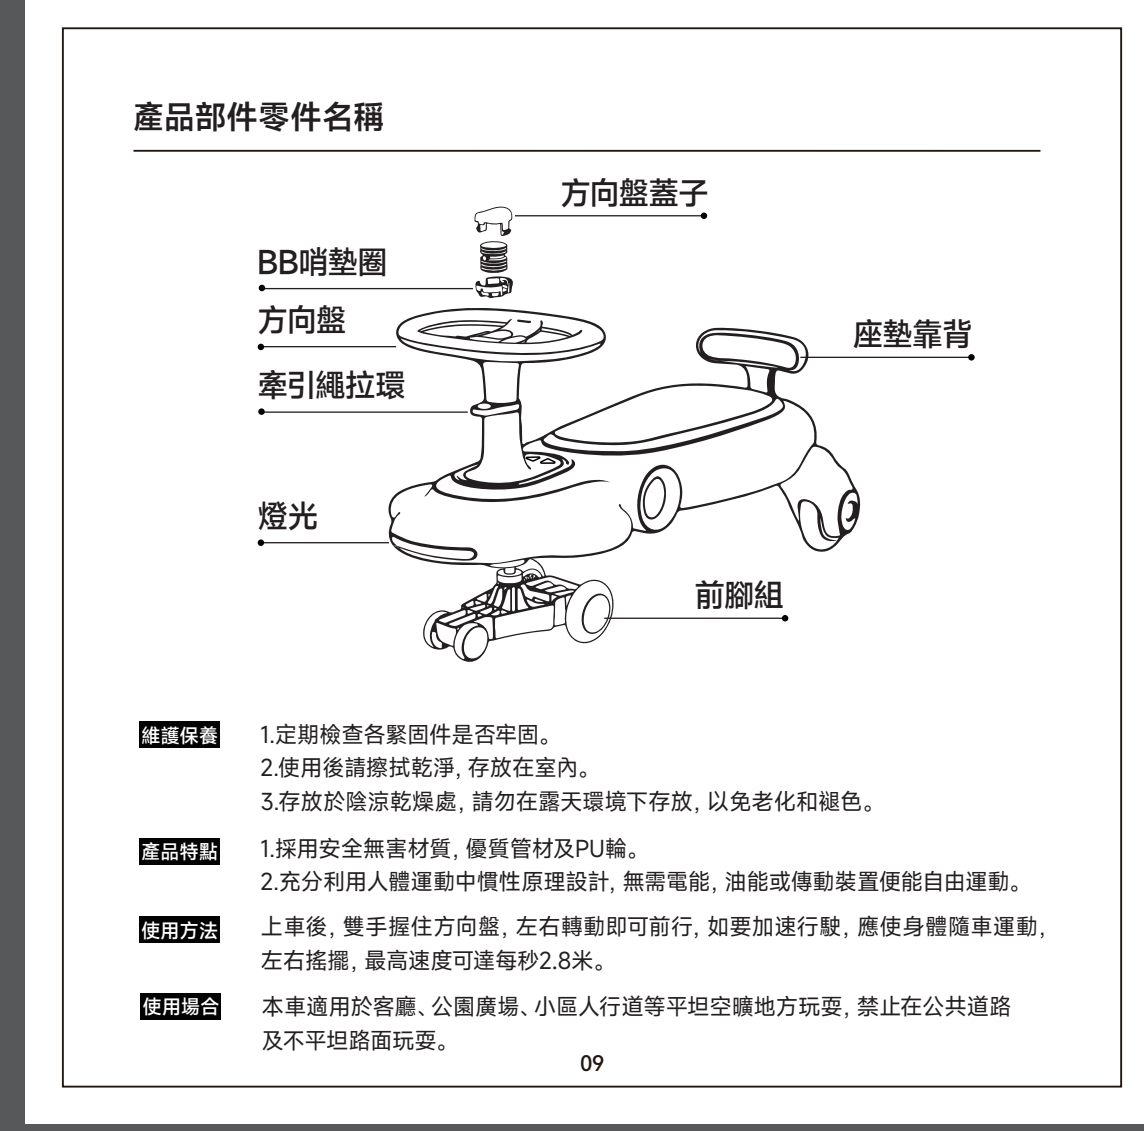 產品部件零件名稱
方向盤蓋子
BB哨墊圈
方向盤
座墊靠背
牽引繩拉環
燈光
前腳組
維護保養
1.定期檢查各緊固件是否牢固。
2.使用後請擦拭乾淨, 存放在室內。
3.存放於陰涼乾燥處, 請勿在露天環境下存放, 以免老化和褪色。
產品特點
1.採用安全無害材質, 優質管材及PU輪。
2.充分利用人體運動中慣性原理設計, 無需電能, 油能或傳動裝置便能自由運動。
使用方法
上車後, 雙手握住方向盤, 左右轉動即可前行, 如要加速行駛, 應使身體隨車運動,
左右搖擺, 最高速度可達每秒2.8米。
使用場合
本車適用於客廳、公園廣場、小區人行道等平坦空曠地方玩耍, 禁止在公共道路
及不平坦路面玩耍。
09